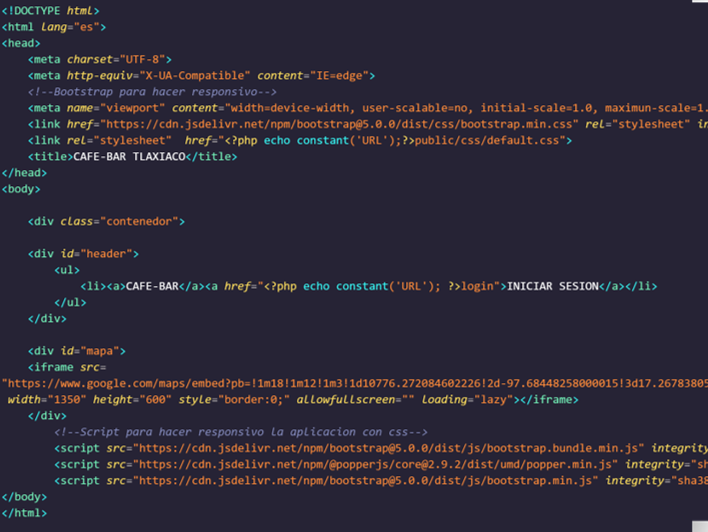 <!DOCTYPE html>
<html lang="es">
<head>
<meta charset="UTF-8">
<meta http-equiv="X-UA-Compatible" content="IE=edge">
<!--Bootstrap para hacer responsivo-->
<meta name="viewport" content="width=device-width, user-scalable=no, initial-scale=1.0, maximun-scale=1.
<link href="https://cdn.jsdelivr.net/npm/bootstrap@5.0.0/dist/css/bootstrap.min.css" rel="stylesheet" in
<link rel="stylesheet"  href="<?php echo constant('URL');?>public/css/default.css">
<title>CAFE-BAR TLAXIACO</title>
</head>
<body>
<div class="contenedor">
<div id="header">
<ul>
<li><a>CAFE-BAR</a><a href="<?php echo constant('URL'); ?>login">INICIAR SESION</a></li>
</ul>
</div>
<div id="mapa">
<iframe src=
"https://www.google.com/maps/embed?pb=!1m18!1m12!1m3!1d10776.272084602226!2d-97.68448258000015!3d17.26783805
width="1350" height="600" style="border:0;" allowfullscreen="" loading="lazy"></iframe>
</div>
<!--Script para hacer responsivo la aplicacion con css-->
<script src="https://cdn.jsdelivr.net/npm/bootstrap@5.0.0/dist/js/bootstrap.bundle.min.js" integrity
<script src="https://cdn.jsdelivr.net/npm/@popperjs/core@2.9.2/dist/umd/popper.min.js" integrity="sh
<script src="https://cdn.jsdelivr.net/npm/bootstrap@5.0.0/dist/js/bootstrap.min.js" integrity="sha38
</body>
</html>